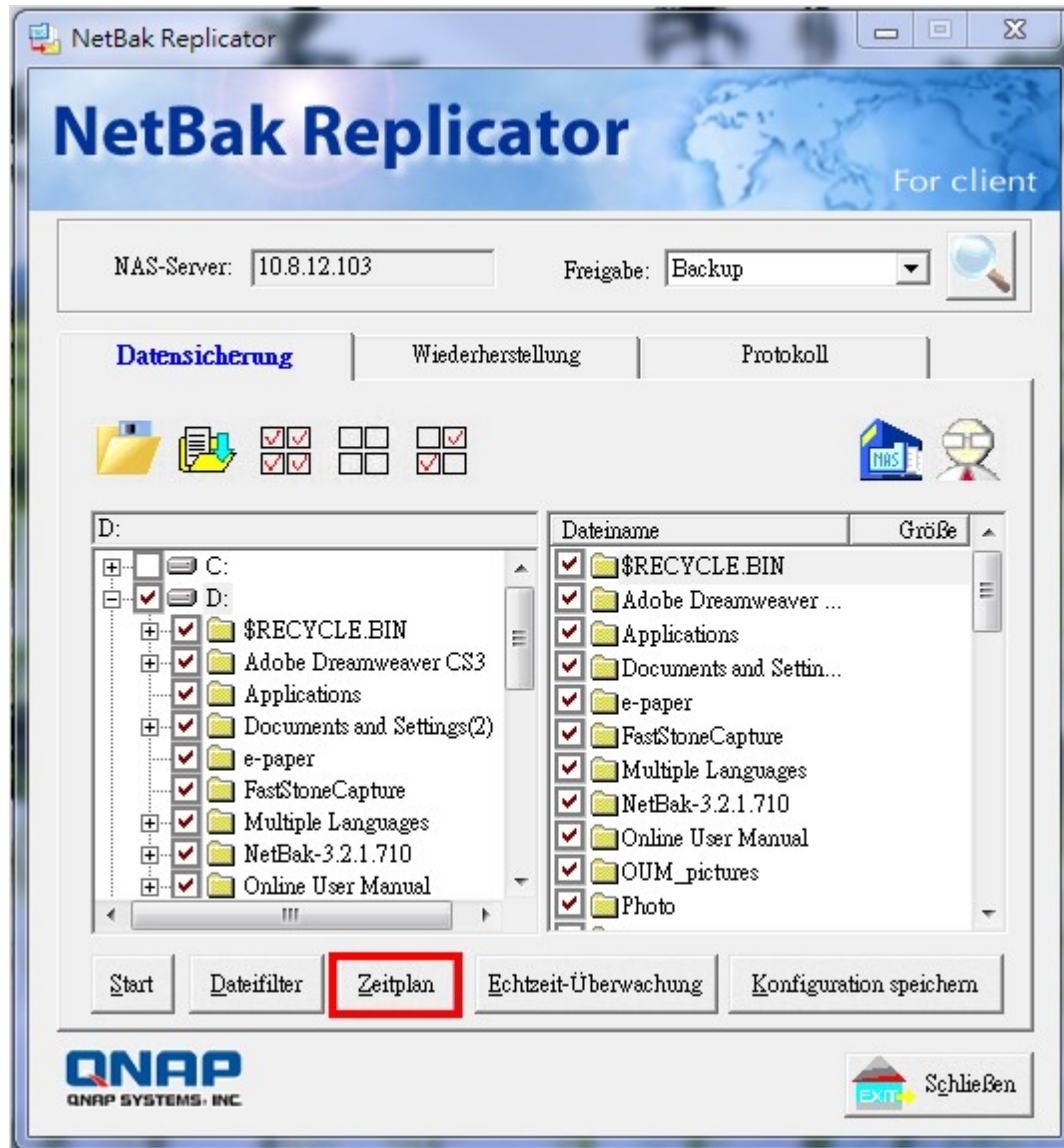 NetBak Replicator
NetBak Replicator
For client
NAS-Server: 10.8.12.103 Freigabe: Backup
Datensicherung Wiederherstellung Protokoll
NAS
D:
C:
D:
$RECYCLE.BIN
Adobe Dreamweaver CS3
Applications
Documents and Settings(2)
e-paper
FastStoneCapture
Multiple Languages
NetBak-3.2.1.710
Online User Manual
Dateiname Größe
$RECYCLE.BIN
Adobe Dreamweaver ...
Applications
Documents and Settin...
e-paper
FastStoneCapture
Multiple Languages
NetBak-3.2.1.710
Online User Manual
OUM_pictures
Photo
Start Dateifilter Zeitplan Echtzeit-Überwachung Konfiguration speichern
QNAP
QNAP SYSTEMS, INC.
EXIT Schließen